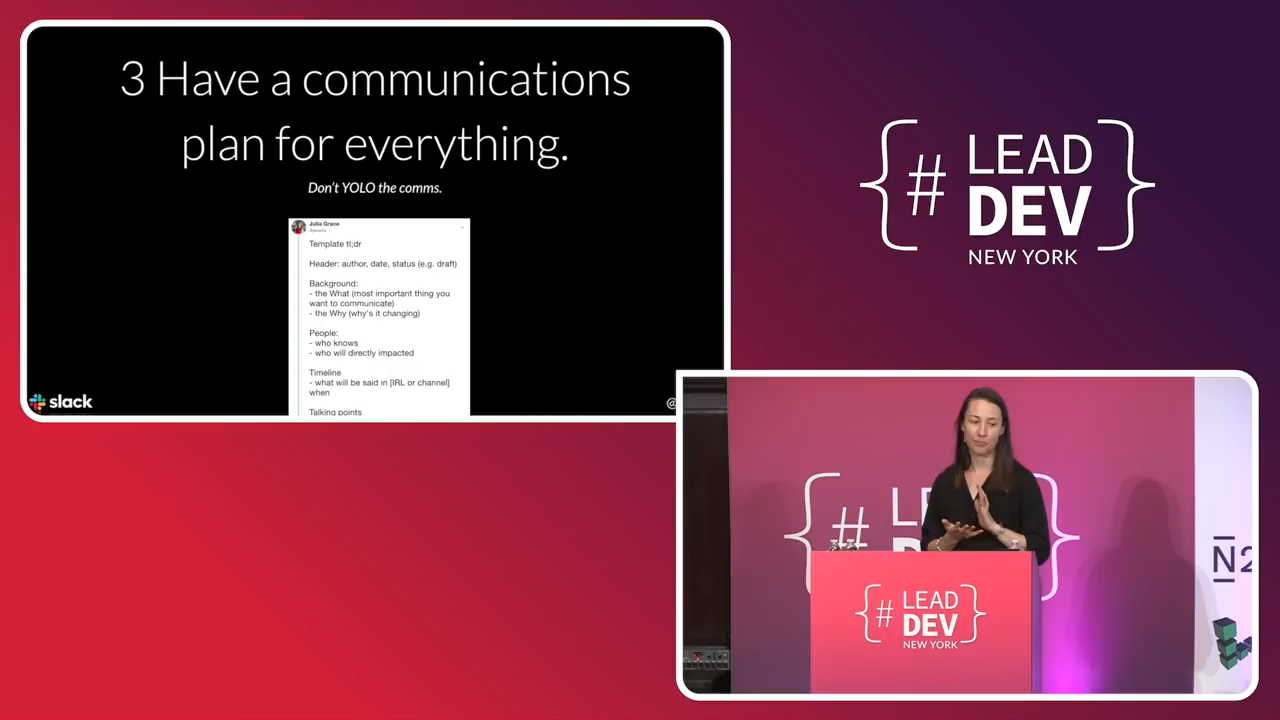 3 Have a communications
plan for everything.
Don't YOLO the comms.
Julia Grace
Template tl;dr
Header: author, date, status (e.g. draft)
Background:
- the What (most important thing you
want to communicate)
- the Why (why's it changing)
People:
- who knows
- who will directly impacted
Timeline
- what will be said in [IRL or channel]
when
Talking points
slack
@
{# LEAD
DEV}
NEW YORK
{# LE
D
N2
{# LEAD
DEV}
NEW YORK